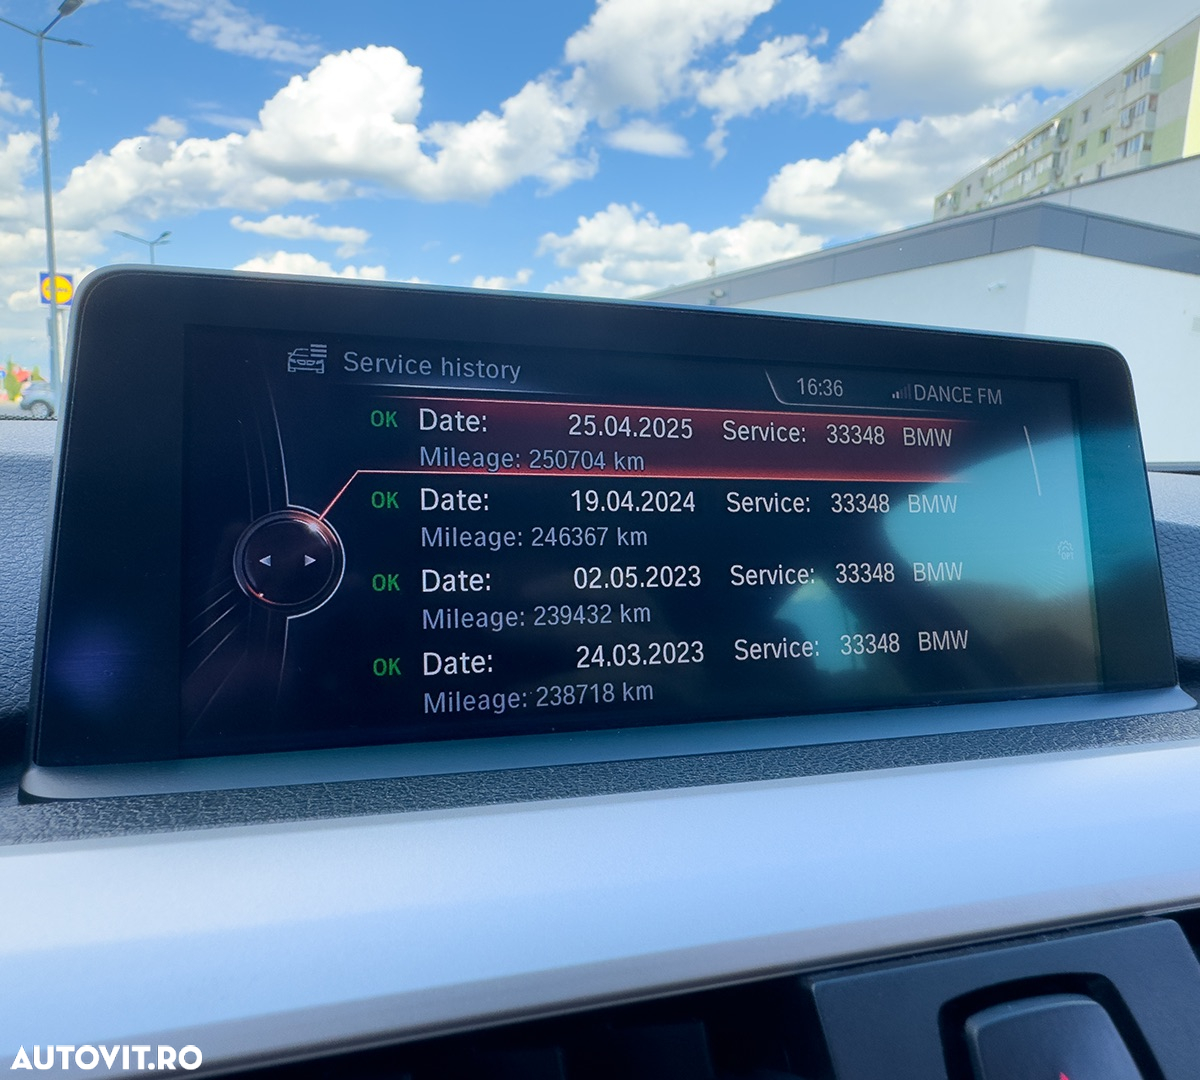 Service history
16:36 DANCE FM
OK Date: 25.04.2025 Service: 33348 BMW
Mileage: 250704 km
OK Date: 19.04.2024 Service: 33348 BMW
Mileage: 246367 km
OK Date: 02.05.2023 Service: 33348 BMW
Mileage: 239432 km
OK Date: 24.03.2023 Service: 33348 BMW
Mileage: 238718 km
AUTOVIT.RO